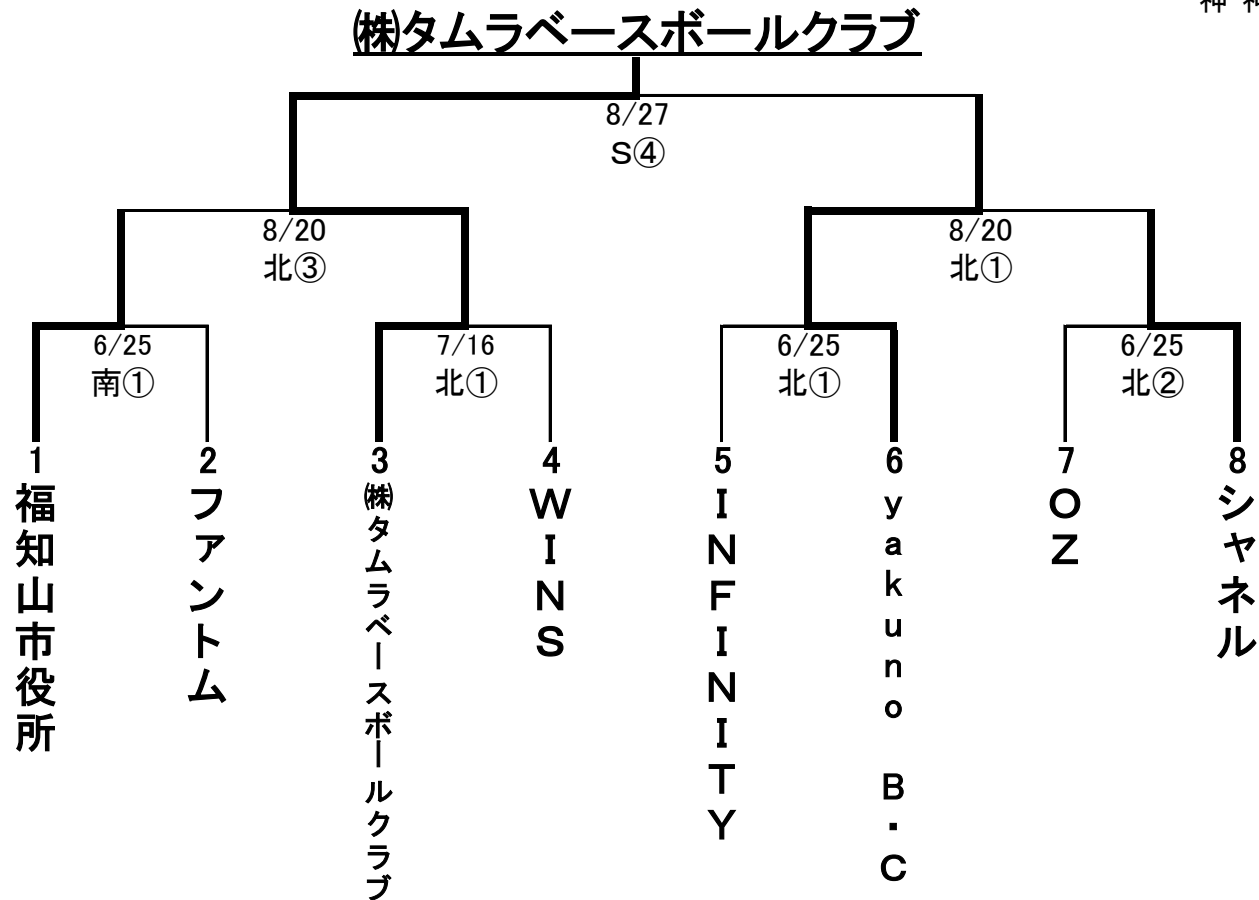 ㈱タムラベースボールクラブ
8/27
S④
8/20
北③
8/20
北①
6/25
南①
7/16
北①
6/25
北①
6/25
北②
1
福知山市役所
2
ファントム
3
㈱タムラベースボールクラブ
4
WINS
5
INFINITY
6
yakuno B・C
7
OZ
8
シャネル